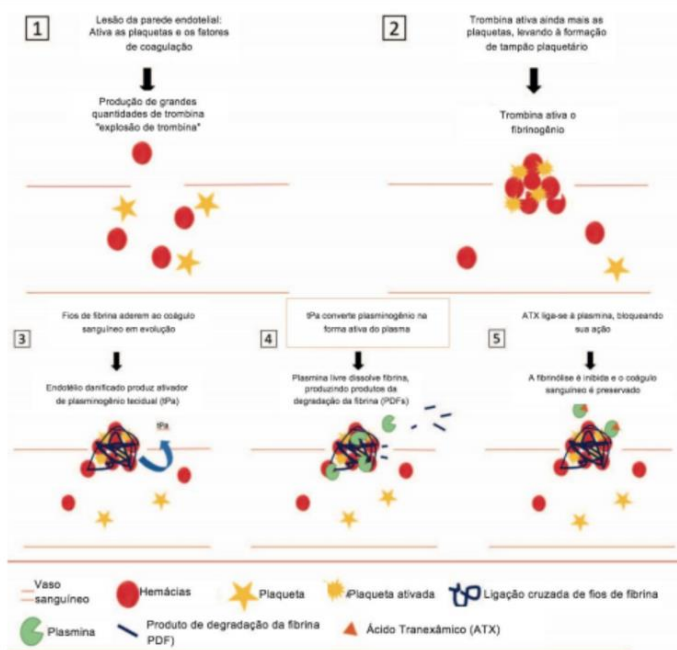 1
Lesão da parede endotelial:
Ativa as plaquetas e os fatores
de coagulação
Produção de grandes
quantidades de trombina
"explosão de trombina"
2
Trombina ativa ainda mais as
plaquetas, levando à formação
de tampão plaquetário
Trombina ativa o
fibrinogênio
3
Fios de fibrina aderem ao coágulo
sanguíneo em evolução
Endotélio danificado produz ativador
de plasminogênio tecidual (tPa)
tPa
4
tPa converte plasminogênio na
forma ativa do plasma
Plasmina livre dissolve fibrina,
produzindo produtos da
degradação da fibrina (PDFs)
5
ATX liga-se à plasmina, bloqueando
sua ação
A fibrinólise é inibida e o coágulo
sanguíneo é preservado
Vaso
sanguíneo
Hemácias
Plaqueta
Plaqueta ativada
Ligação cruzada de fios de fibrina
Plasmina
Produto de degradação da fibrina
PDF)
Ácido Tranexâmico (ATX)